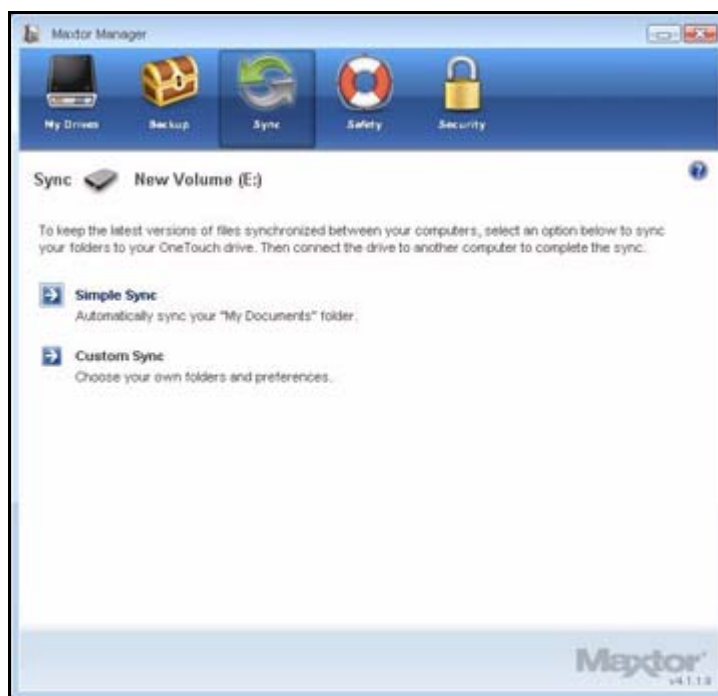 Maxtor Manager
My Drives Backup Sync Safety Security
Sync New Volume (E:)
To keep the latest versions of files synchronized between your computers, select an option below to sync
your folders to your OneTouch drive. Then connect the drive to another computer to complete the sync.
Simple Sync
Automatically sync your "My Documents" folder.
Custom Sync
Choose your own folders and preferences.
Maxtor